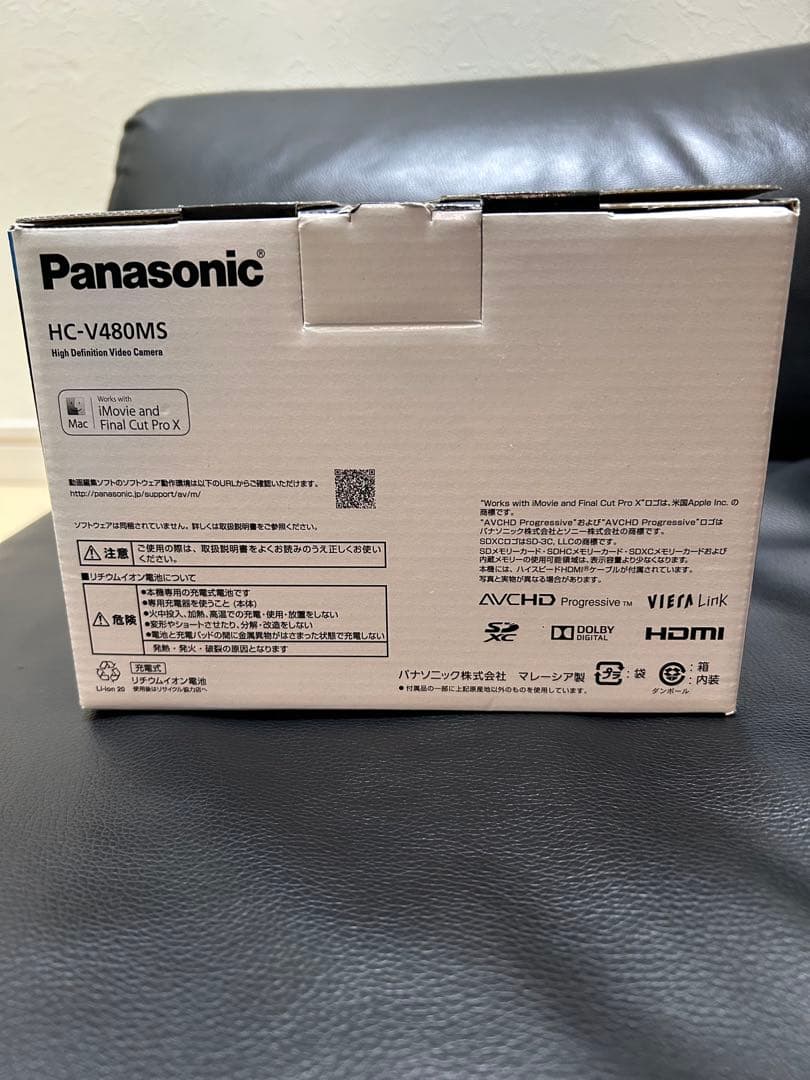 Panasonic®
HC-V480MS
High Definition Video Camera
Works with
iMovie and
Final Cut Pro X
Mac
動画編集ソフトのソフトウェア動作環境は以下のURLからご確認いただけます。
http://panasonic.jp/support/av/m/
ソフトウェアは同梱されていません。詳しくは取扱説明書をご参照ください。
注意
ご使用の際は、取扱説明書をよくお読みのうえ正しくお使い
ください。
■リチウムイオン電池について
危険
●本機専用の充電式電池です
●専用充電器を使うこと (本体)
●火中投入、加熱、高温での充電・使用・放置をしない
●変形やショートさせたり、分解・改造をしない
●電池と充電パッドの間に金属異物がはさまった状態で充電しない
発熱・発火・破裂の原因となります
充電式
リチウムイオン電池
Li-ion 20 使用後はリサイクル協力店へ
"Works with iMovie and Final Cut Pro X"ロゴは、米国Apple Inc. の
商標です。
"AVCHD Progressive"および"AVCHD Progressive"ロゴは
パナソニック株式会社とソニー株式会社の商標です。
SDXCロゴはSD-3C, LLCの商標です。
SDメモリーカード・SDHCメモリーカード・SDXCメモリーカードおよび
内蔵メモリーの使用可能領域は、表示容量より少なくなります。
本機には、ハイスピードHDMI®ケーブルが付属されています。
写真と実物が異なる場合があります。
AVCHD Progressive™ VIERA Link
SD XC DOLBY DIGITAL HDMI
パナソニック株式会社 マレーシア製
●付属品の一部に上記原産地以外のものを使用しています。
プラ：袋
：箱
：内装
ダンボール